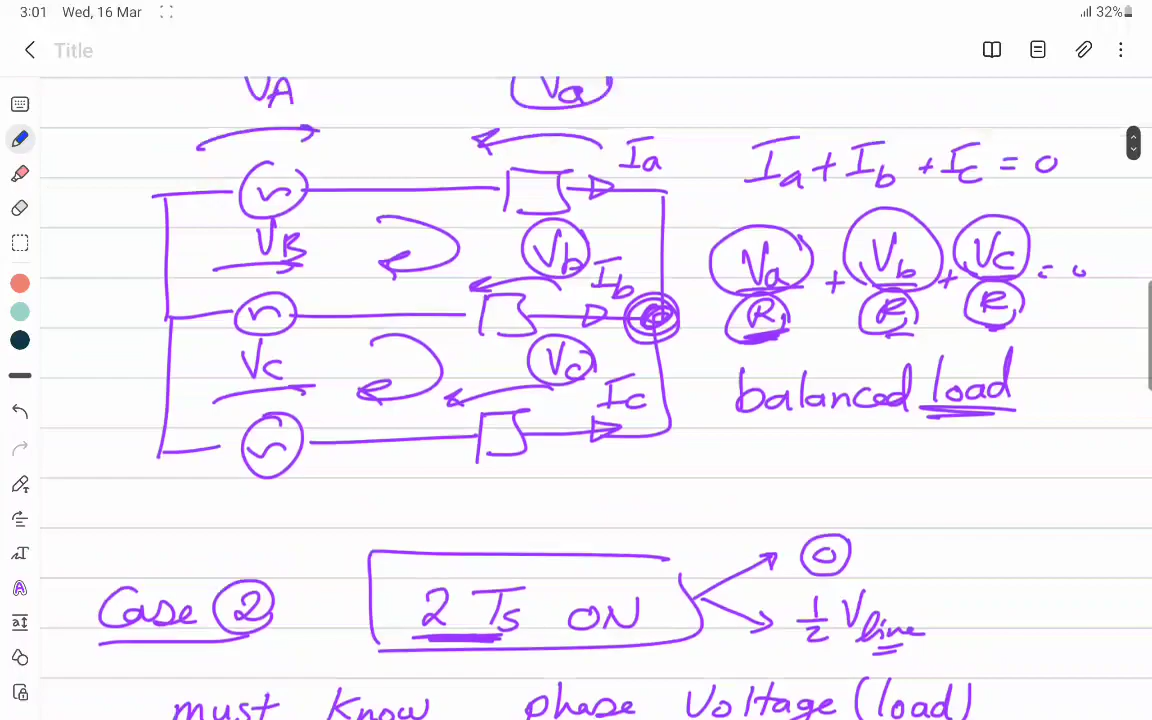 3:01 Wed, 16 Mar 32%
Title
VA Va
Ia Ia + Ib + Ic = 0
VB Vb Ib Va/R + Vb/R + Vc/R = 0
Vc Vc Ic balanced load
0
Case 2 2 Ts ON 1/2 Vline
must know phase Voltage (load)